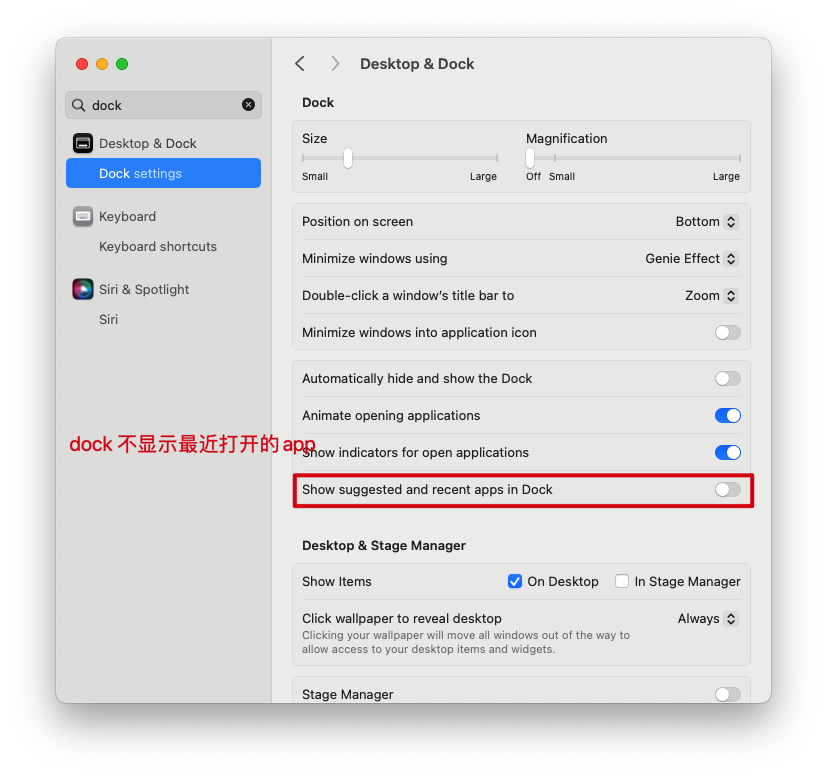 Desktop & Dock
dock
Desktop & Dock
Dock settings
Keyboard
Keyboard shortcuts
Siri & Spotlight
Siri
dock 不显示最近打开的 app
Dock
Size
Magnification
Small
Large
Off
Small
Large
Position on screen
Bottom
Minimize windows using
Genie Effect
Double-click a window's title bar to
Zoom
Minimize windows into application icon
Automatically hide and show the Dock
Animate opening applications
Show indicators for open applications
Show suggested and recent apps in Dock
Desktop & Stage Manager
Show Items
On Desktop
In Stage Manager
Click wallpaper to reveal desktop
Always
Clicking your wallpaper will move all windows out of the way to
allow access to your desktop items and widgets.
Stage Manager